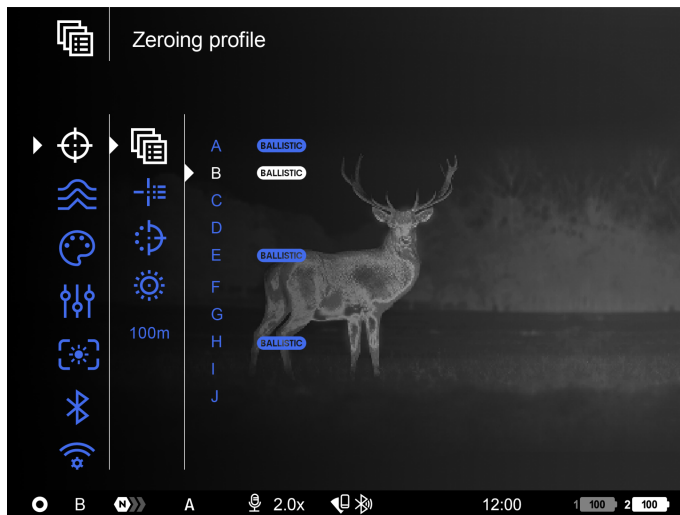 Zeroing profile
A BALLISTIC
B BALLISTIC
C
D
E BALLISTIC
F
G
H BALLISTIC
I
J
100m
B N A 2.0x 12:00 1 100 2 100